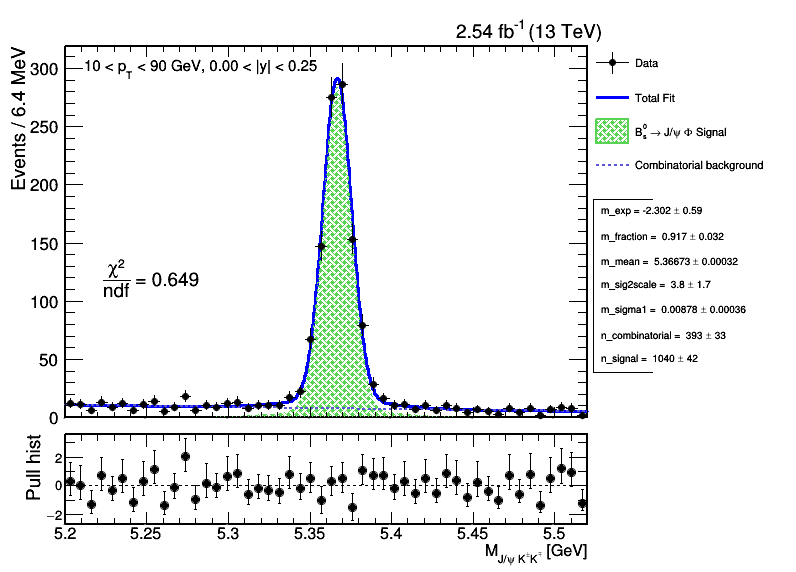 2.54 fb⁻¹ (13 TeV)
Events / 6.4 MeV
10 < p_T < 90 GeV, 0.00 < |y| < 0.25
300
250
200
150
100
50
0
χ²/ndf = 0.649
Data
Total Fit
B_s^0 → J/ψ Φ Signal
Combinatorial background
m_exp = -2.302 ± 0.59
m_fraction = 0.917 ± 0.032
m_mean = 5.36673 ± 0.00032
m_sig2scale = 3.8 ± 1.7
m_sigma1 = 0.00878 ± 0.00036
n_combinatorial = 393 ± 33
n_signal = 1040 ± 42
Pull hist
2
0
−2
5.2 5.25 5.3 5.35 5.4 5.45 5.5
M_{J/ψ K^±K^∓} [GeV]